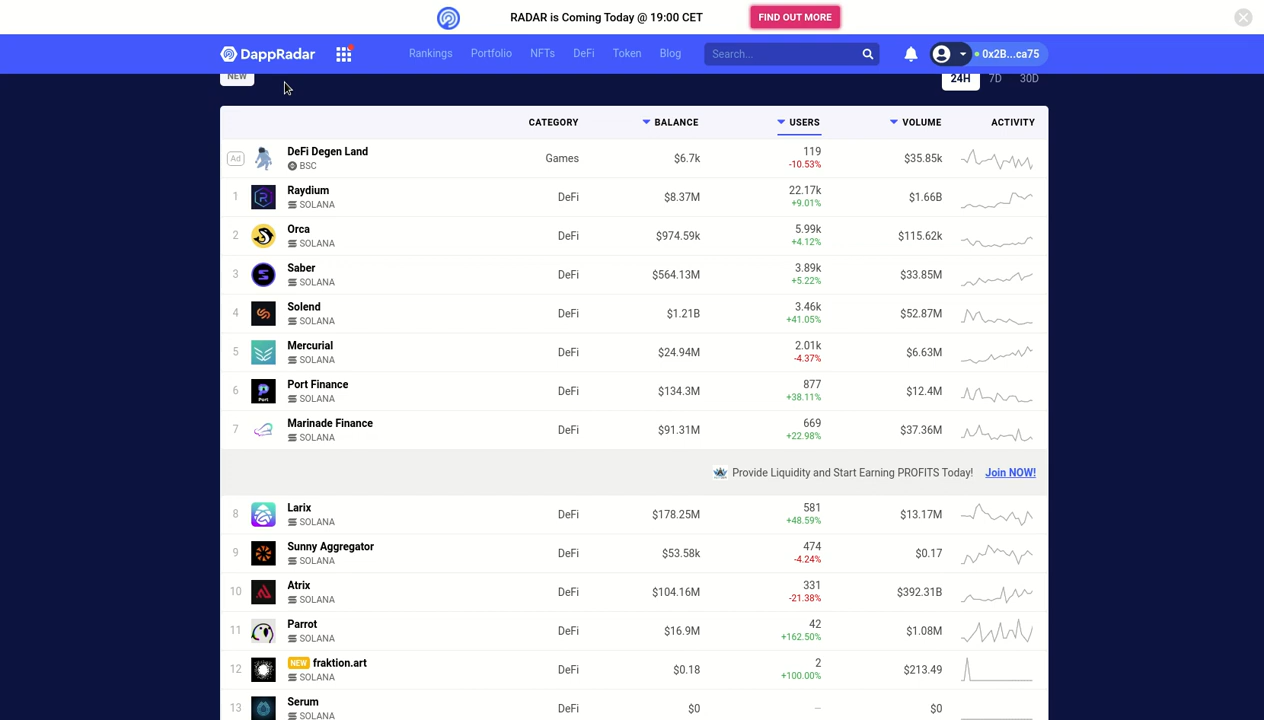 RADAR is Coming Today @ 19:00 CET FIND OUT MORE
DappRadar Rankings Portfolio NFTs DeFi Token Blog Search... 0x2B...ca75
NEW 24H 7D 30D
CATEGORY BALANCE USERS VOLUME ACTIVITY
Ad DeFi Degen Land Games $6.7k 119 $35.85k
BSC -10.53%
1 Raydium DeFi $8.37M 22.17k $1.66B
SOLANA +9.01%
2 Orca DeFi $974.59k 5.99k $115.62k
SOLANA +4.12%
3 Saber DeFi $564.13M 3.89k $33.85M
SOLANA +5.22%
4 Solend DeFi $1.21B 3.46k $52.87M
SOLANA +41.05%
5 Mercurial DeFi $24.94M 2.01k $6.63M
SOLANA -4.37%
6 Port Finance DeFi $134.3M 877 $12.4M
Port SOLANA +38.11%
7 Marinade Finance DeFi $91.31M 669 $37.36M
SOLANA +22.98%
Provide Liquidity and Start Earning PROFITS Today! Join NOW!
8 Larix DeFi $178.25M 581 $13.17M
SOLANA +48.59%
9 Sunny Aggregator DeFi $53.58k 474 $0.17
SOLANA -4.24%
10 Atrix DeFi $104.16M 331 $392.31B
SOLANA -21.38%
11 Parrot DeFi $16.9M 42 $1.08M
SOLANA +162.50%
12 NEW fraktion.art DeFi $0.18 2 $213.49
SOLANA +100.00%
13 Serum DeFi $0 – $0
SOLANA